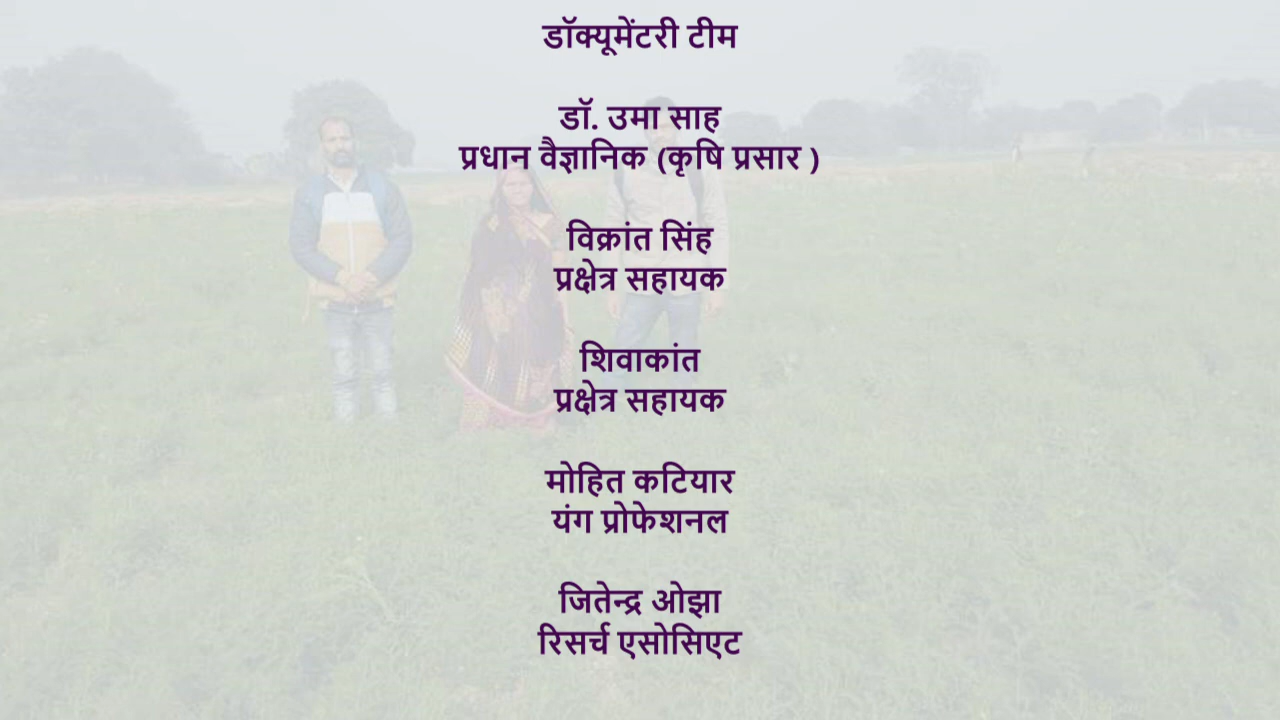 डॉक्यूमेंटरी टीम
डॉ. उमा साह
प्रधान वैज्ञानिक (कृषि प्रसार )
विक्रांत सिंह
प्रक्षेत्र सहायक
शिवाकांत
प्रक्षेत्र सहायक
मोहित कटियार
यंग प्रोफेशनल
जितेन्द्र ओझा
रिसर्च एसोसिएट